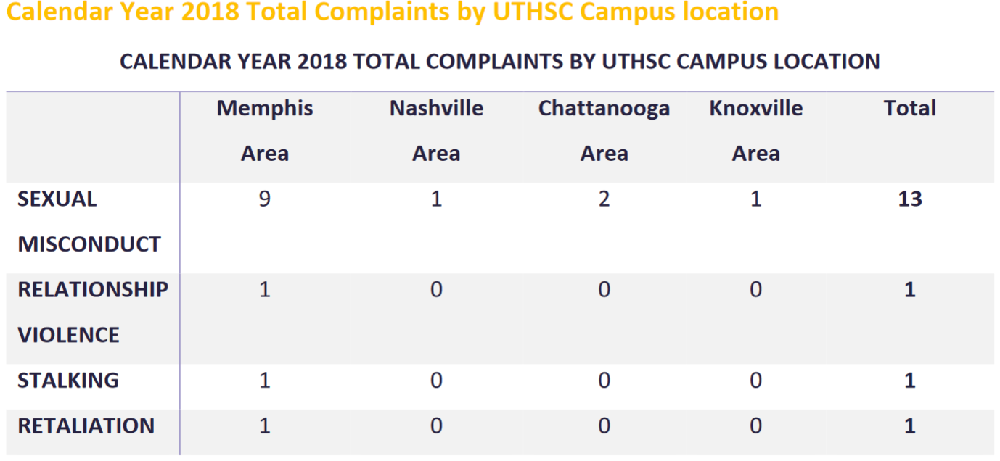 Calendar Year 2018 Total Complaints by UTHSC Campus location
CALENDAR YEAR 2018 TOTAL COMPLAINTS BY UTHSC CAMPUS LOCATION
Memphis Nashville Chattanooga Knoxville Total
Area Area Area Area
SEXUAL 9 1 2 1 13
MISCONDUCT
RELATIONSHIP 1 0 0 0 1
VIOLENCE
STALKING 1 0 0 0 1
RETALIATION 1 0 0 0 1